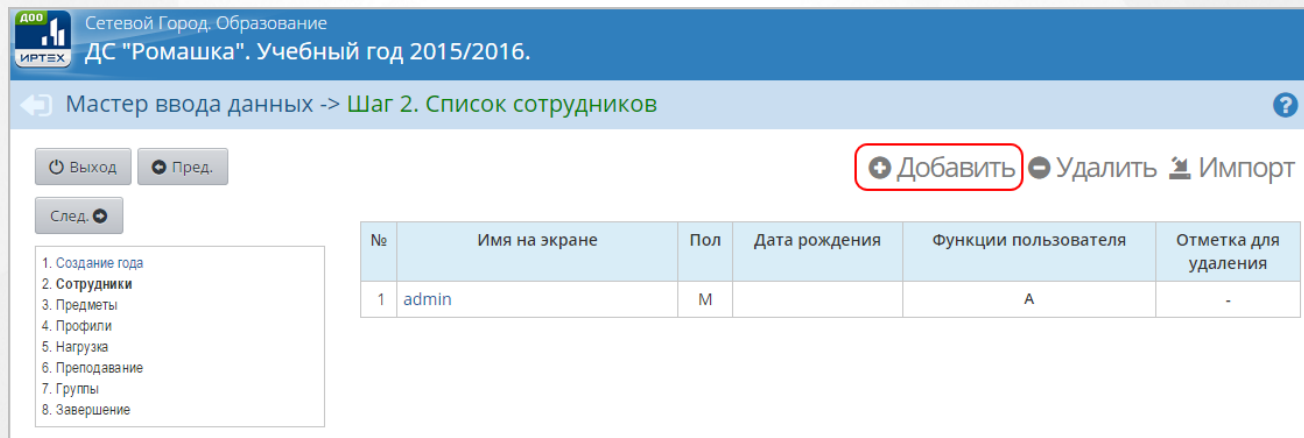 ДОО
ИРТЕХ
Сетевой Город. Образование
ДС "Ромашка". Учебный год 2015/2016.
Мастер ввода данных -> Шаг 2. Список сотрудников
?
Выход
Пред.
Добавить
Удалить
Импорт
След.
1. Создание года
2. Сотрудники
3. Предметы
4. Профили
5. Нагрузка
6. Преподавание
7. Группы
8. Завершение
№ Имя на экране Пол Дата рождения Функции пользователя Отметка для
удаления
1 admin М А -